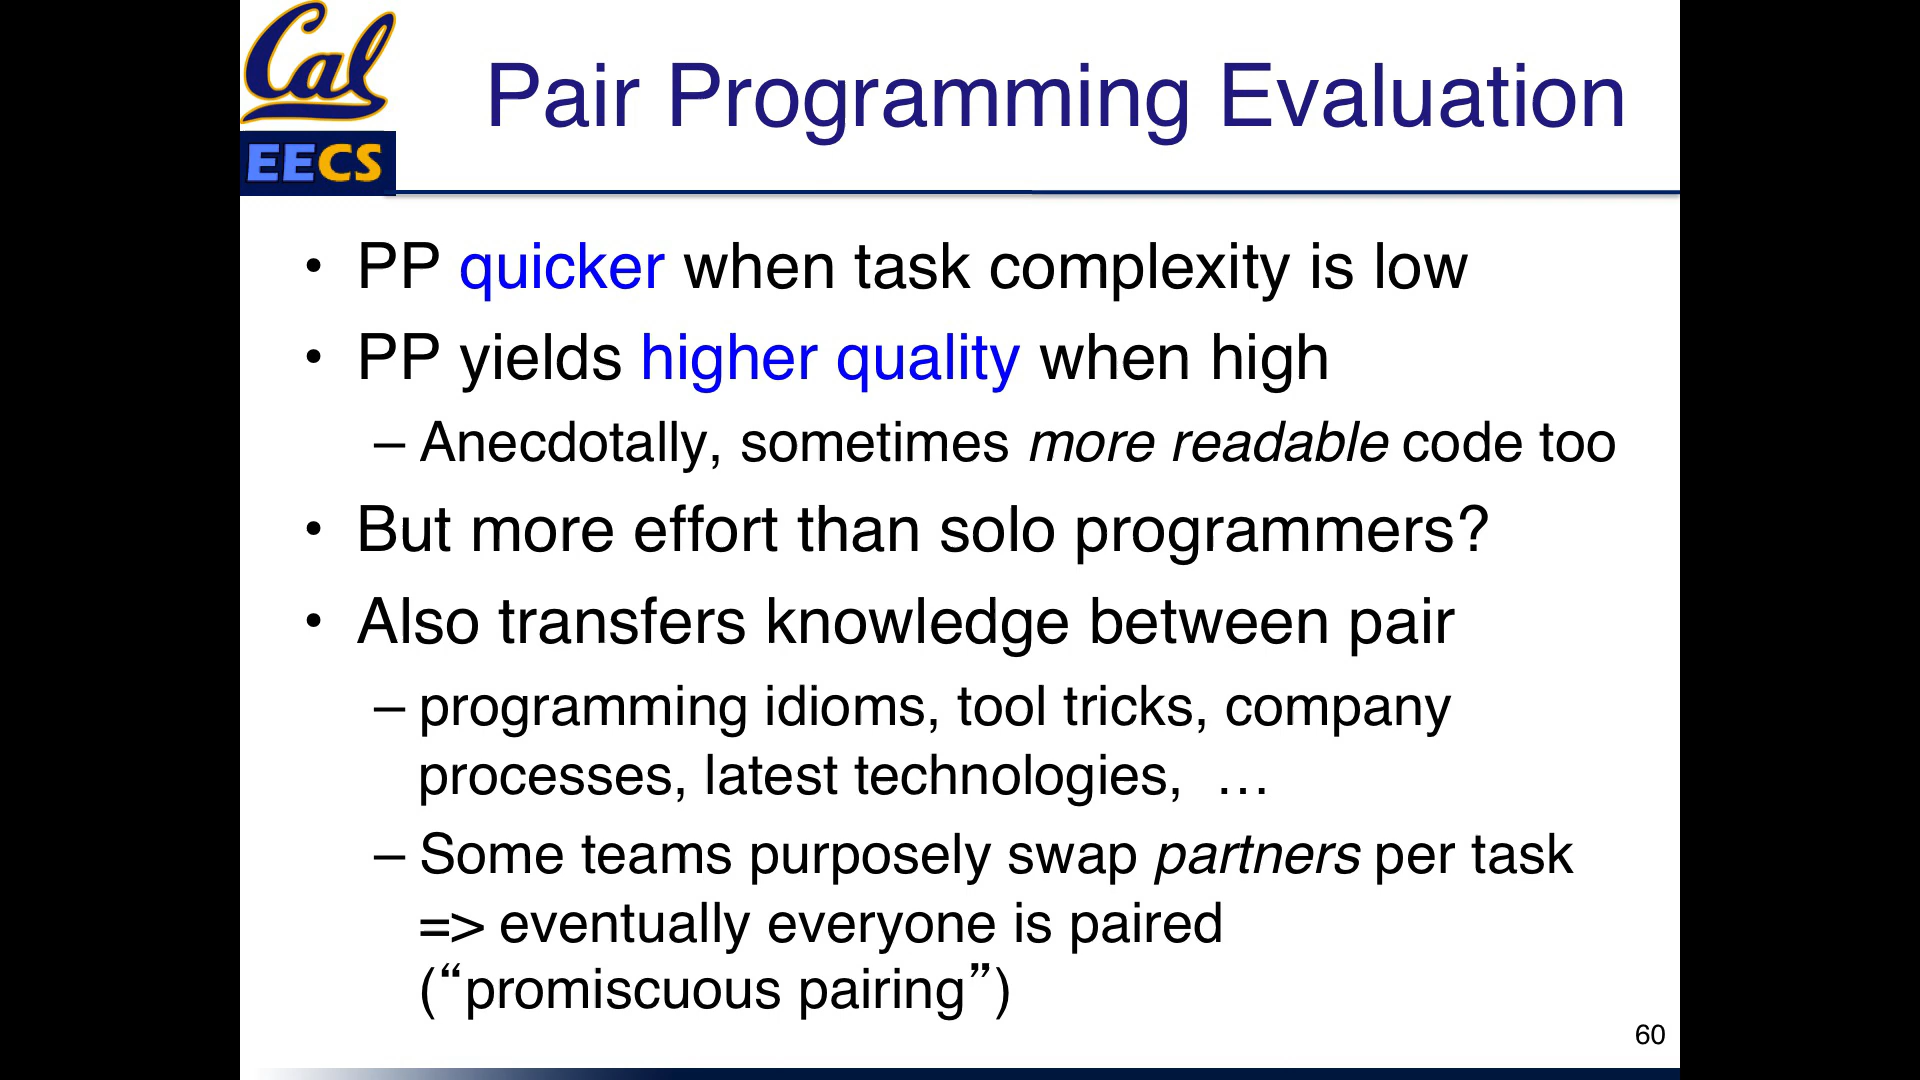 Cal
EECS
Pair Programming Evaluation
• PP quicker when task complexity is low
• PP yields higher quality when high
– Anecdotally, sometimes more readable code too
• But more effort than solo programmers?
• Also transfers knowledge between pair
– programming idioms, tool tricks, company
processes, latest technologies, …
– Some teams purposely swap partners per task
=> eventually everyone is paired
(“promiscuous pairing”)
60